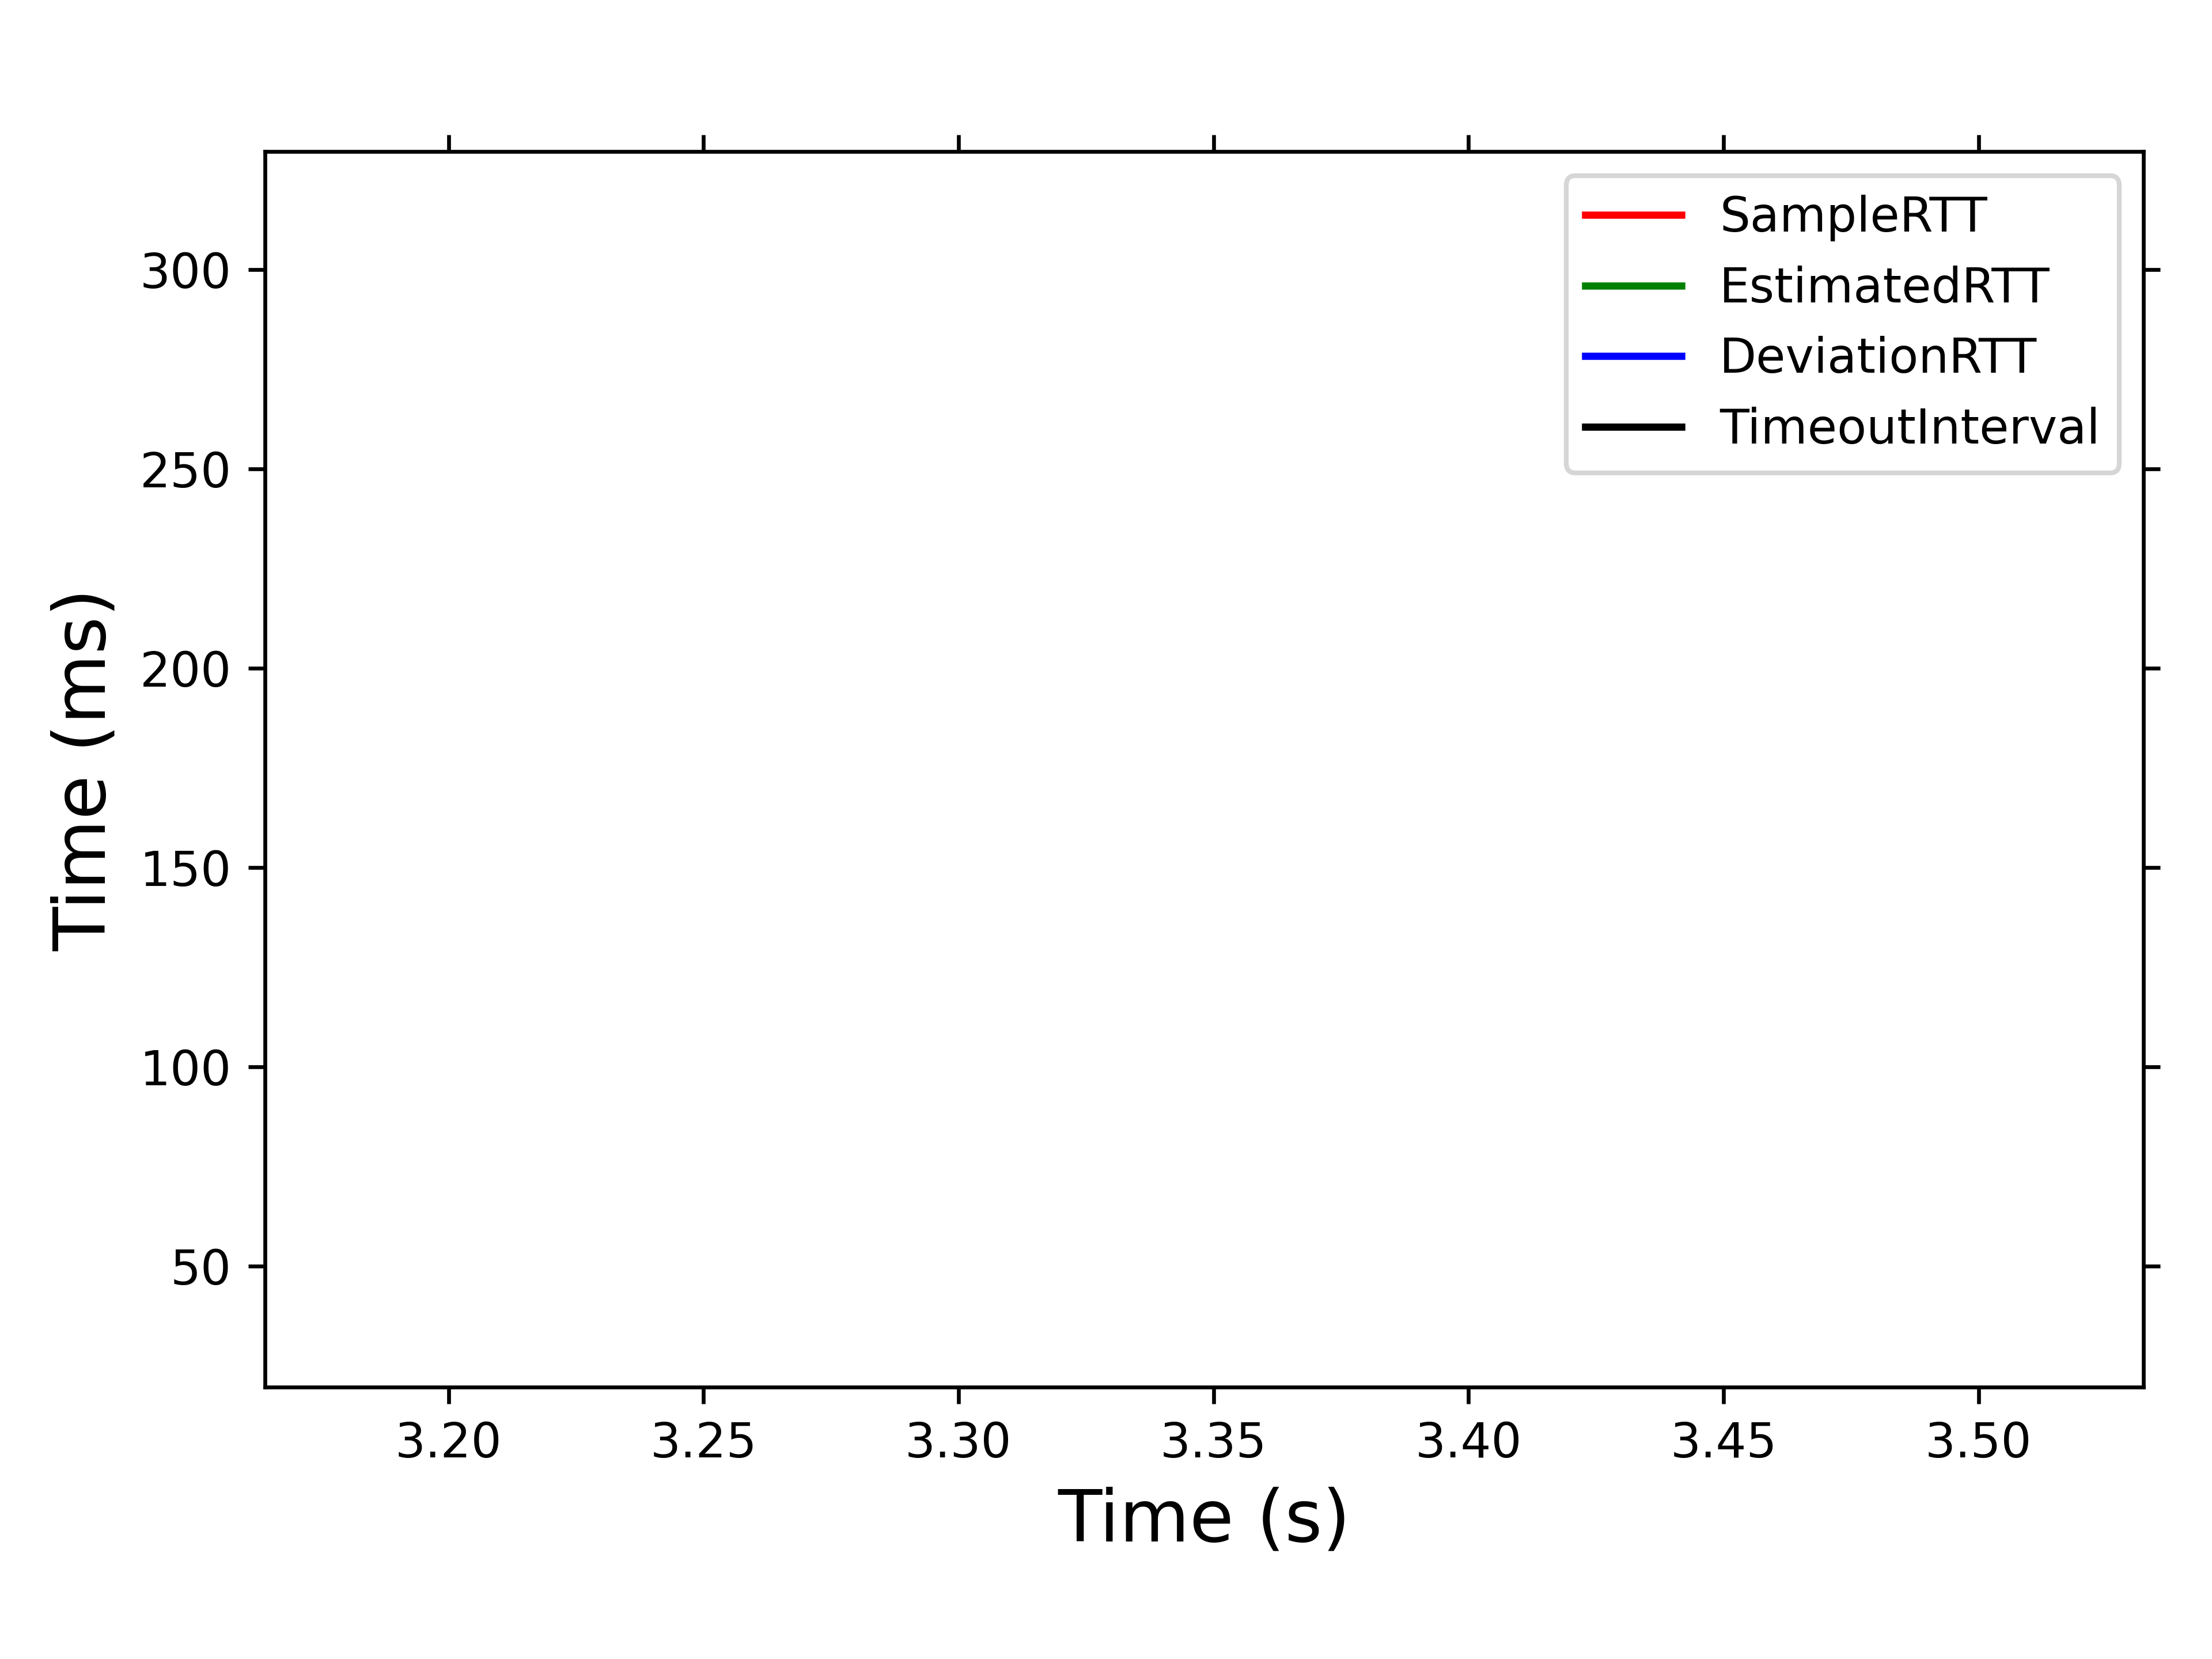 SampleRTT
EstimatedRTT
DeviationRTT
TimeoutInterval
300
250
200
150
100
50
Time (ms)
3.20 3.25 3.30 3.35 3.40 3.45 3.50
Time (s)